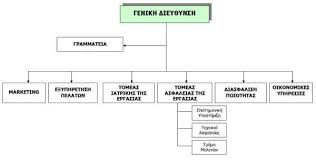 ΓΕΝΙΚΗ ΔΙΕΥΘΥΝΣΗ
ΓΡΑΜΜΑΤΕΙΑ
MARKETING
ΕΞΥΠΗΡΕΤΗΣΗ
ΠΕΛΑΤΩΝ
ΤΟΜΕΑΣ
ΙΑΤΡΙΚΗΣ ΤΗΣ
ΕΡΓΑΣΙΑΣ
ΤΟΜΕΑΣ
ΑΣΦΑΛΕΙΑΣ ΤΗΣ
ΕΡΓΑΣΙΑΣ
ΔΙΑΣΦΑΛΙΣΗ
ΠΟΙΟΤΗΤΑΣ
ΟΙΚΟΝΟΜΙΚΕΣ
ΥΠΗΡΕΣΙΕΣ
Επιστημονική
Υποστήριξη
Τεχνικοί
Ασφαλείας
Τμήμα
Μελετών